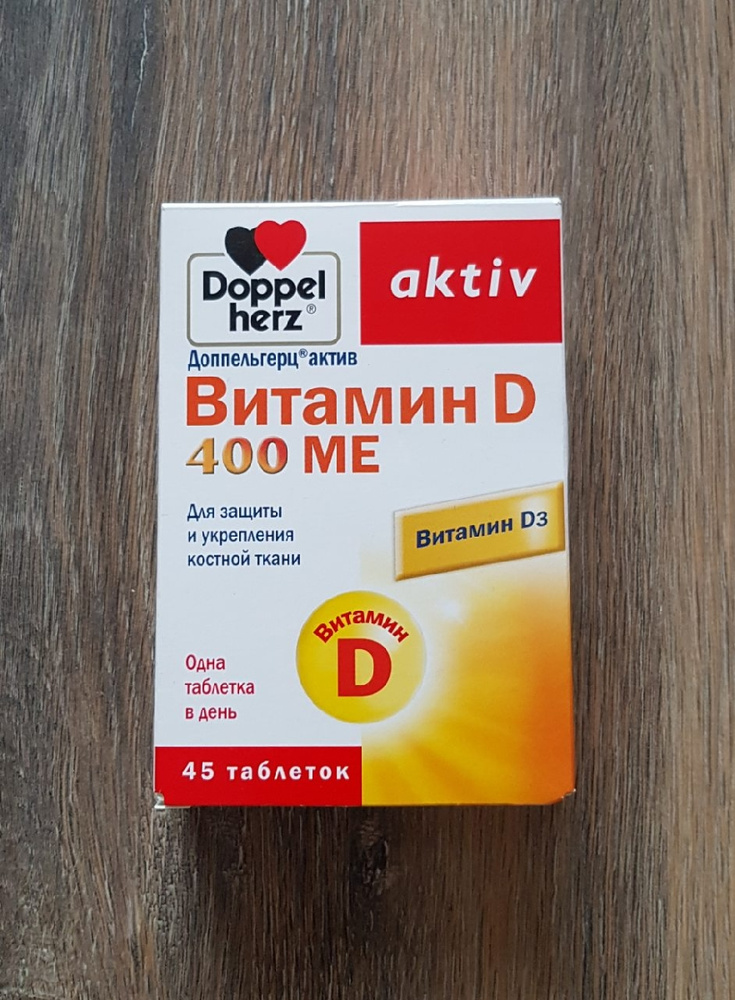 Doppel
herz®
aktiv
Доппельгерц® актив
Витамин D
400 МЕ
Для защиты
и укрепления
костной ткани
Витамин D3
Витамин
D
Одна
таблетка
в день
45 таблеток